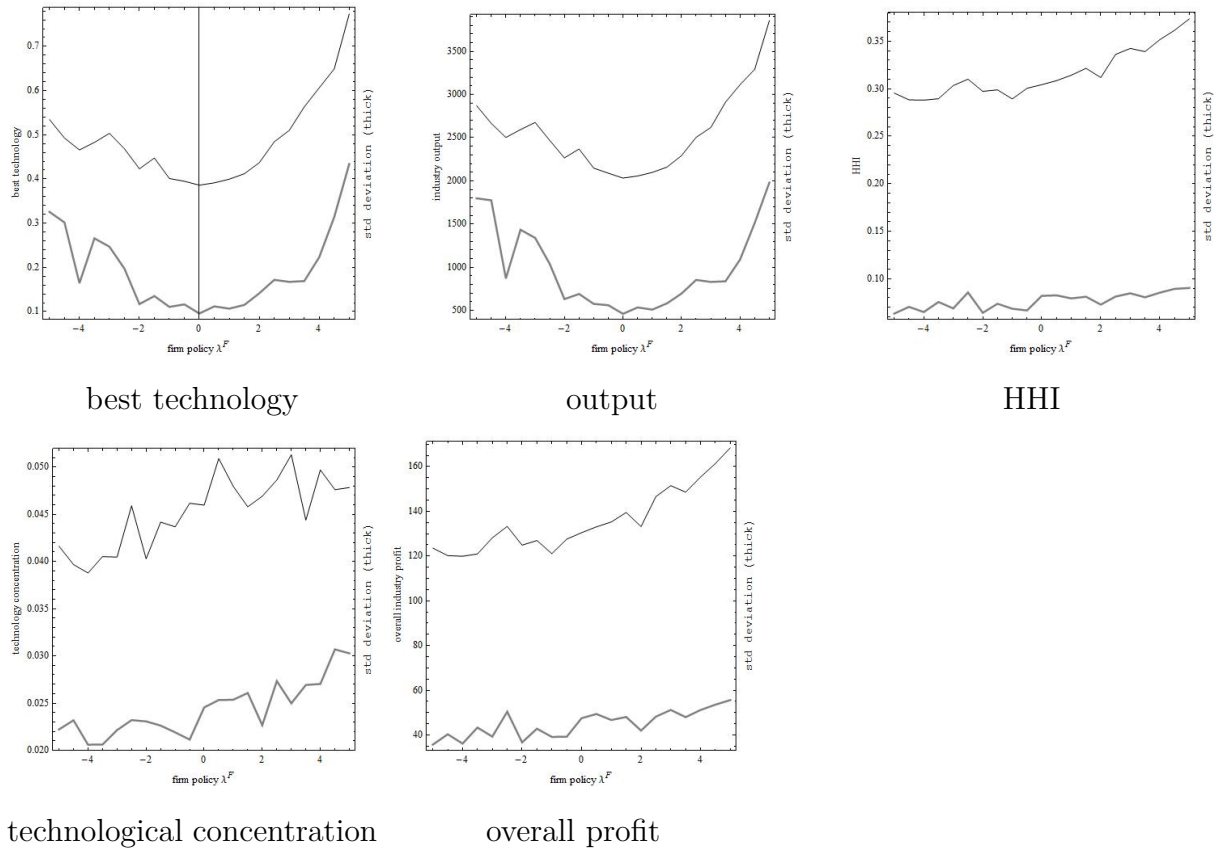 0.7
0.6
0.5
0.4
0.3
0.2
0.1
best technology
std deviation (thick)
−4 −2 0 2 4
firm policy λ^F
best technology
3500
3000
2500
2000
1500
1000
500
industry output
std deviation (thick)
−4 −2 0 2 4
firm policy λ^F
output
0.35
0.30
0.25
0.20
0.15
0.10
HHI
std deviation (thick)
−4 −2 0 2 4
firm policy λ^F
HHI
0.050
0.045
0.040
0.035
0.030
0.025
0.020
technology concentration
std deviation (thick)
−4 −2 0 2 4
firm policy λ^F
technological concentration
160
140
120
100
80
60
40
overall industry profit
std deviation (thick)
−4 −2 0 2 4
firm policy λ^F
overall profit